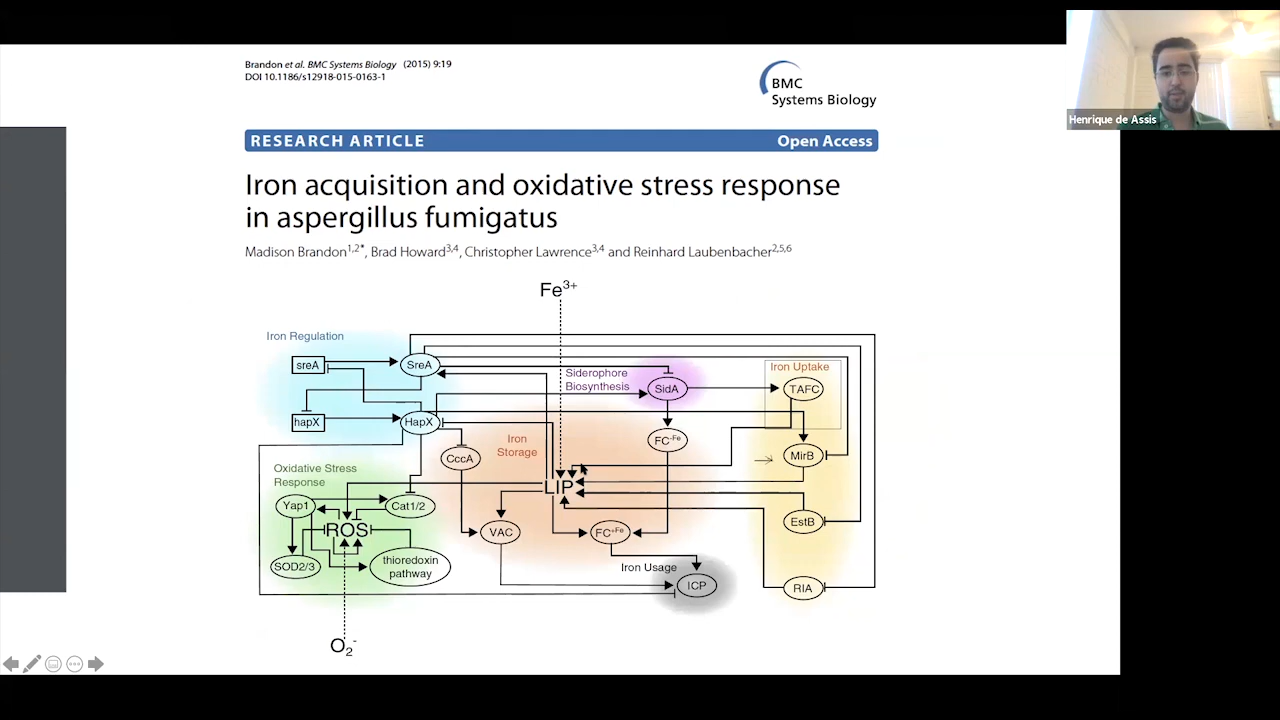 Brandon et al. BMC Systems Biology (2015) 9:19
DOI 10.1186/s12918-015-0163-1
BMC
Systems Biology
Henrique de Assis
RESEARCH ARTICLE
Open Access
Iron acquisition and oxidative stress response
in aspergillus fumigatus
Madison Brandon1,2*, Brad Howard3,4, Christopher Lawrence3,4 and Reinhard Laubenbacher2,5,6
Fe3+
Iron Regulation
sreA
SreA
Siderophore
Biosynthesis
SidA
Iron Uptake
TAFC
hapX
HapX
Iron
Storage
FC-Fe
CccA
MirB
Oxidative Stress
Response
LIP
Yap1
Cat1/2
ROS
VAC
FC+Fe
EstB
SOD2/3
thioredoxin
pathway
Iron Usage
ICP
RIA
O2-